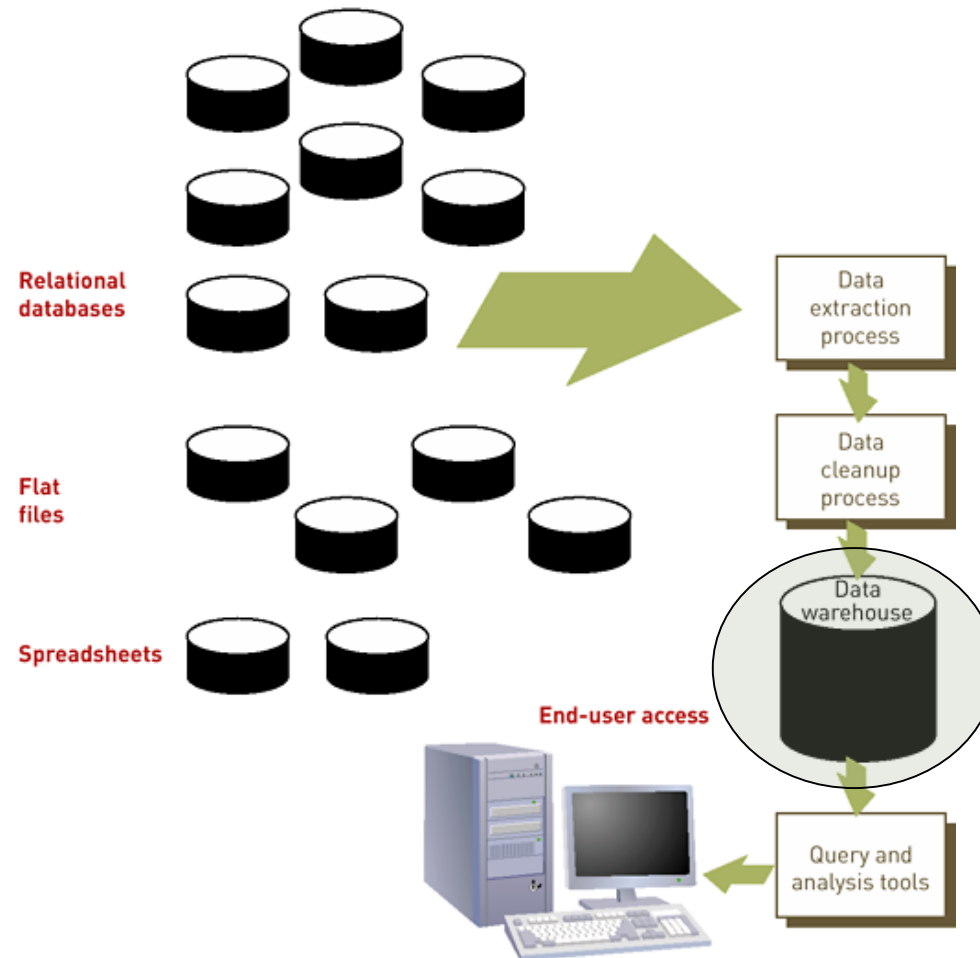 Relational
databases
Flat
files
Spreadsheets
Data
extraction
process
Data
cleanup
process
Data
warehouse
End-user access
Query and
analysis tools